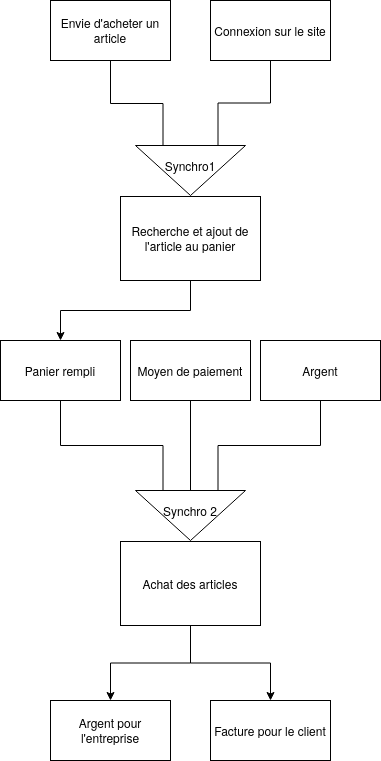 Envie d'acheter un
article
Connexion sur le site
Synchro1
Recherche et ajout de
l'article au panier
Panier rempli
Moyen de paiement
Argent
Synchro 2
Achat des articles
Argent pour
l'entreprise
Facture pour le client